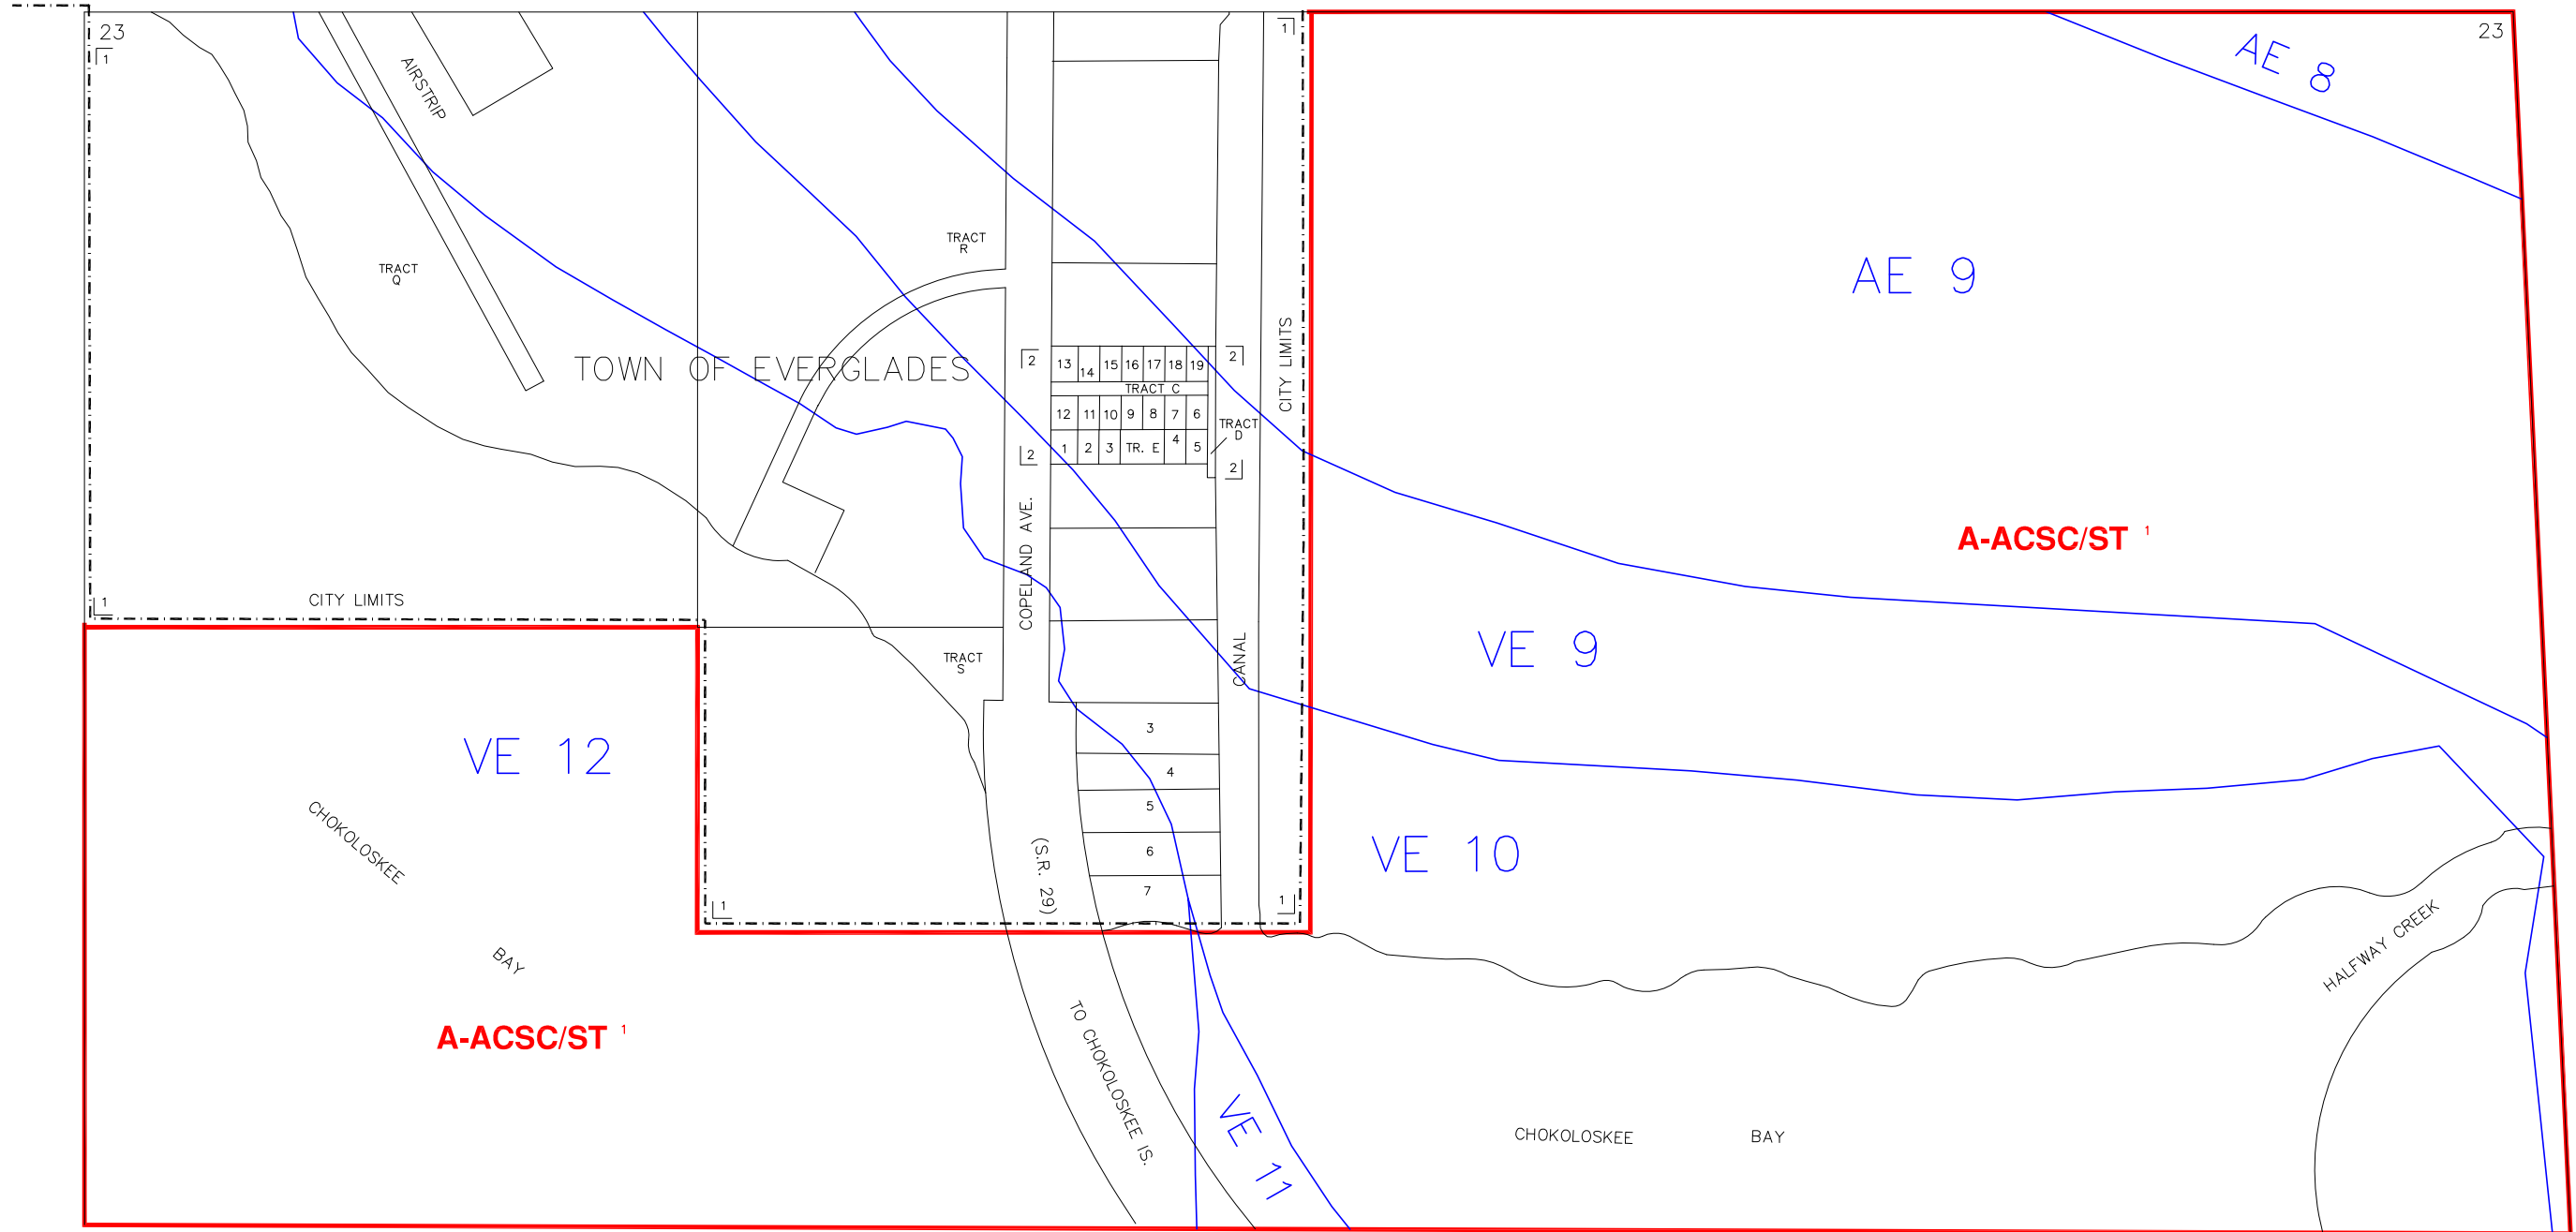 23
1
AIRSTRIP
1
23
AE 8
TRACT
R
TRACT
Q
AE 9
TOWN OF EVERGLADES
CITY LIMITS
2
13
14
15
16
17
18
19
2
TRACT C
12
11
10
9
8
7
6
TRACT
D
2
1
2
3
TR. E
4
5
2
COPELAND AVE.
A-ACSC/ST 1
1
CITY LIMITS
TRACT
S
CANAL
VE 9
VE 12
3
4
5
6
7
VE 10
CHOKOLOSKEE
BAY
(S.R. 29)
1
1
HALFWAY CREEK
A-ACSC/ST 1
TO CHOKOLOSKEE IS.
VE 11
CHOKOLOSKEE BAY